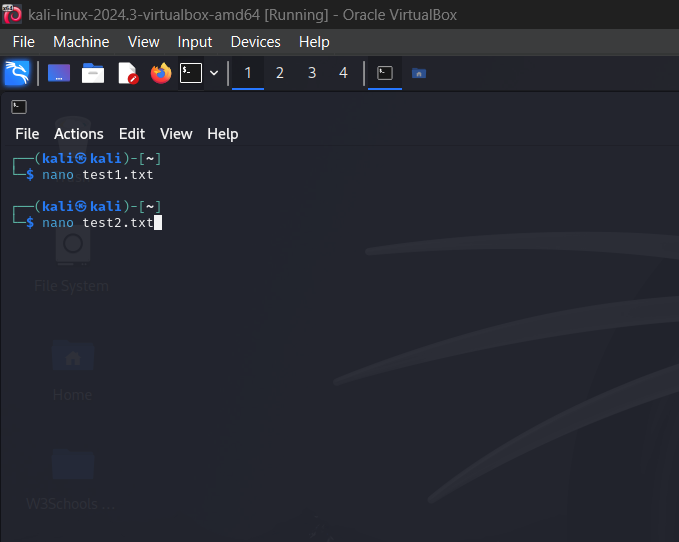 kali-linux-2024.3-virtualbox-amd64 [Running] - Oracle VirtualBox
File Machine View Input Devices Help
1 2 3 4
File Actions Edit View Help
┌──(kali㉿kali)-[~]
└─$ nano test1.txt
┌──(kali㉿kali)-[~]
└─$ nano test2.txt
File System
Home
W3Schools ...